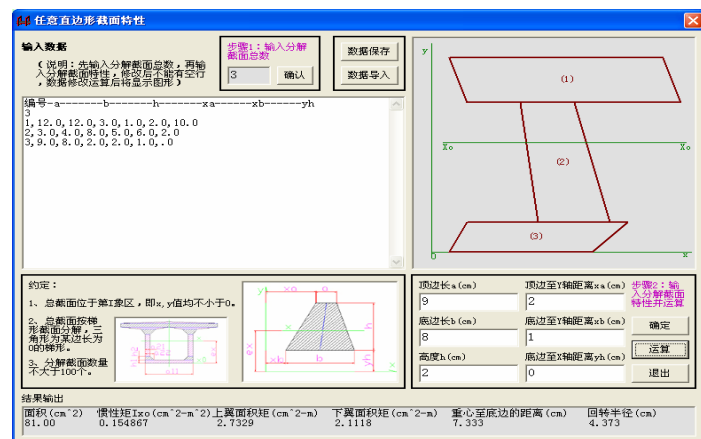 任意直边形截面特性
输入数据
(说明：先输入分解截面总数，再输
入分解截面特性，修改后不能有空行
，数据修改运算后将显示图形)
步骤1：输入分解
截面总数
3
确认
数据保存
数据导入
编号-a------b------h------xa------xb------yh
3
1,12.0,12.0,3.0,1.0,2.0,10.0
2,3.0,4.0,8.0,5.0,6.0,2.0
3,9.0,8.0,2.0,2.0,1.0,.0
y
(1)
Xo
Xo
(2)
(3)
0
x
约定：
1、总截面位于第I象区，即x,y值均不小于0。
2、总截面按梯
形截面分解，三
角形为某边长为
0的梯形。
3、分解截面数量
不大于100个。
y
xa
a
h
x
ex
xb
b
yh
x
顶边长a(cm)
顶边至Y轴距离xa(cm)
9
2
底边长b(cm)
底边至Y轴距离xb(cm)
8
1
高度h(cm)
底边至X轴距离yh(cm)
2
0
步骤2：输
入分解截面
特性并运算
确定
运算
退出
结果输出
面积(cm^2) 惯性矩Ixo(cm^2-m^2) 上翼面积矩(cm^2-m) 下翼面积矩(cm^2-m) 重心至底边的距离(cm) 回转半径(cm)
81.00 0.154867 2.7329 2.1118 7.333 4.373